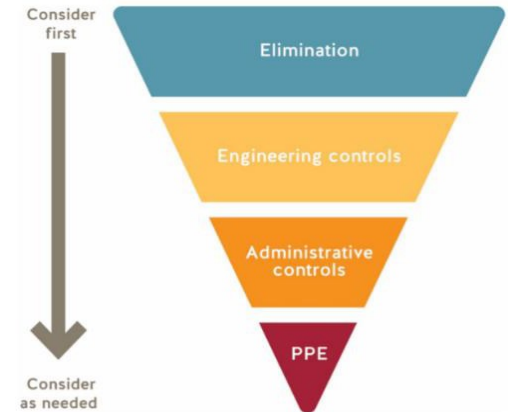 Consider
first
Elimination
Engineering controls
Administrative
controls
PPE
Consider
as needed